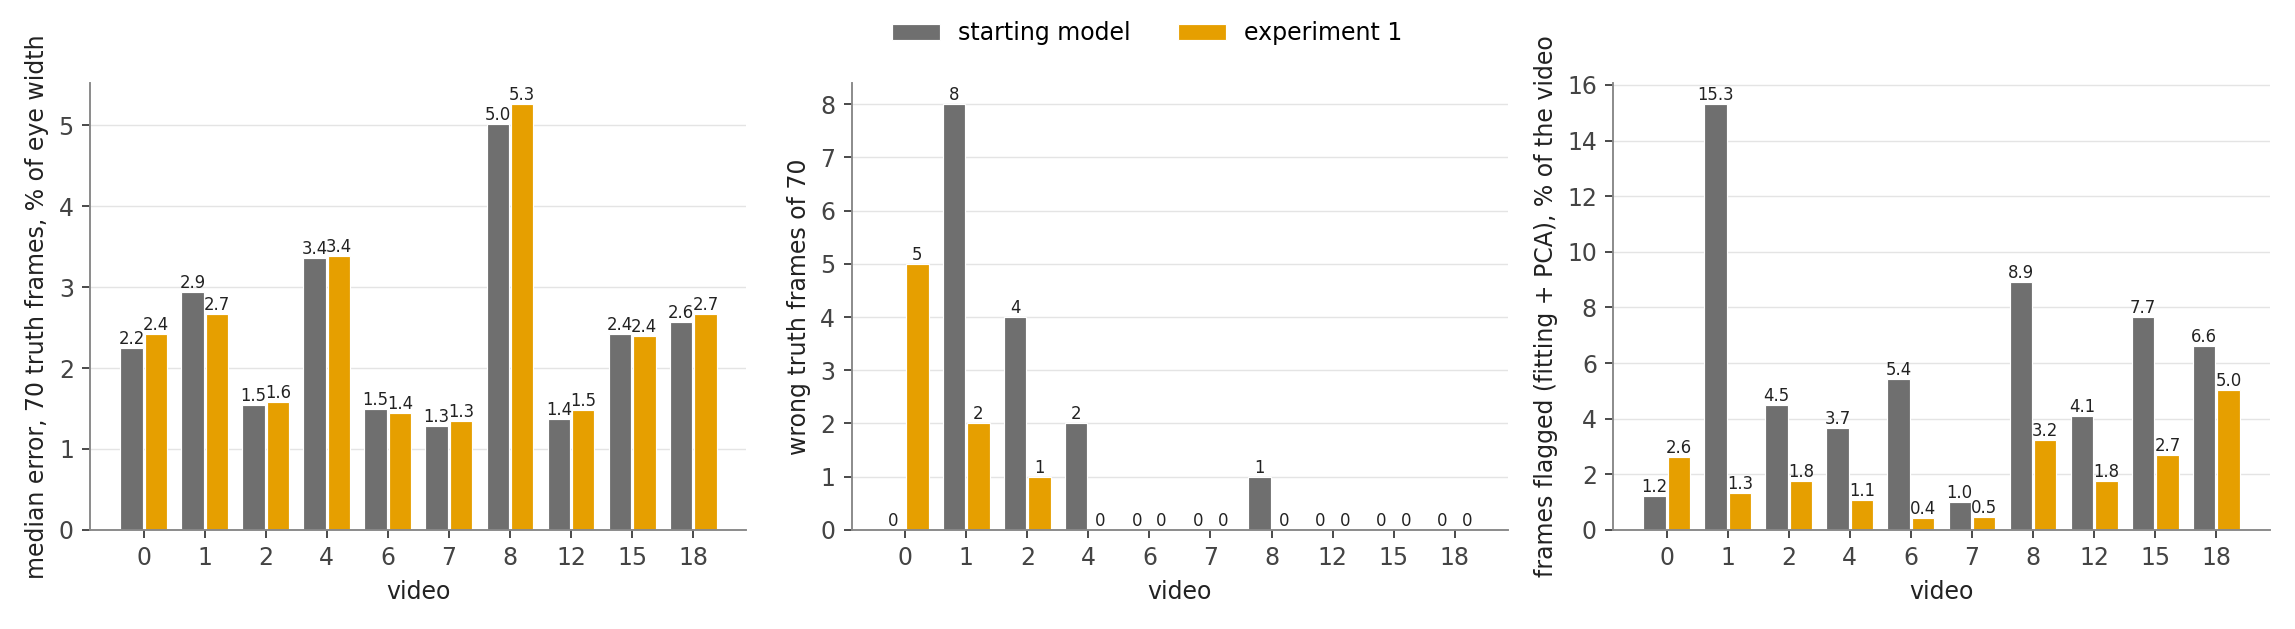 starting model experiment 1
median error, 70 truth frames, % of eye width
5
4
3
2
1
0
2.2 2.4 2.9 2.7 1.5 1.6 3.4 3.4 1.5 1.4 1.3 1.3 5.0 5.3 1.4 1.5 2.4 2.4 2.6 2.7
0 1 2 4 6 7 8 12 15 18
video
wrong truth frames of 70
8
7
6
5
4
3
2
1
0
0 5 8 2 4 1 2 0 0 0 0 0 1 0 0 0 0 0 0 0
0 1 2 4 6 7 8 12 15 18
video
frames flagged (fitting + PCA), % of the video
16
14
12
10
8
6
4
2
0
1.2 2.6 15.3 1.3 4.5 1.8 3.7 1.1 5.4 0.4 1.0 0.5 8.9 3.2 4.1 1.8 7.7 2.7 6.6 5.0
0 1 2 4 6 7 8 12 15 18
video